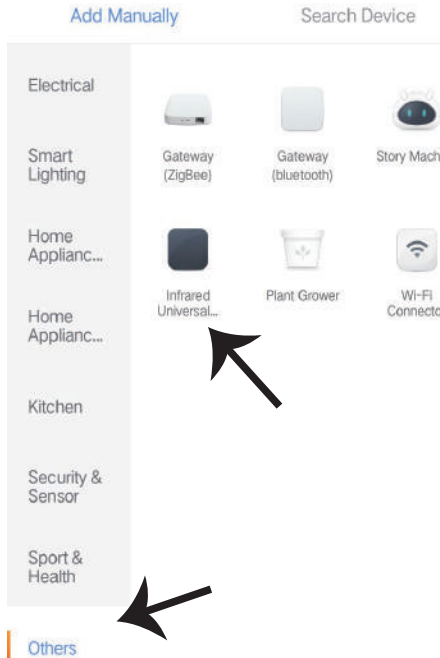 Add Manually
Search Device
Electrical
Smart
Lighting
Home
Applianc...
Home
Applianc...
Kitchen
Security &
Sensor
Sport &
Health
Others
Gateway
(ZigBee)
Gateway
(bluetooth)
Story Mach
Infrared
Universal...
Plant Grower
Wi-Fi
Connecto